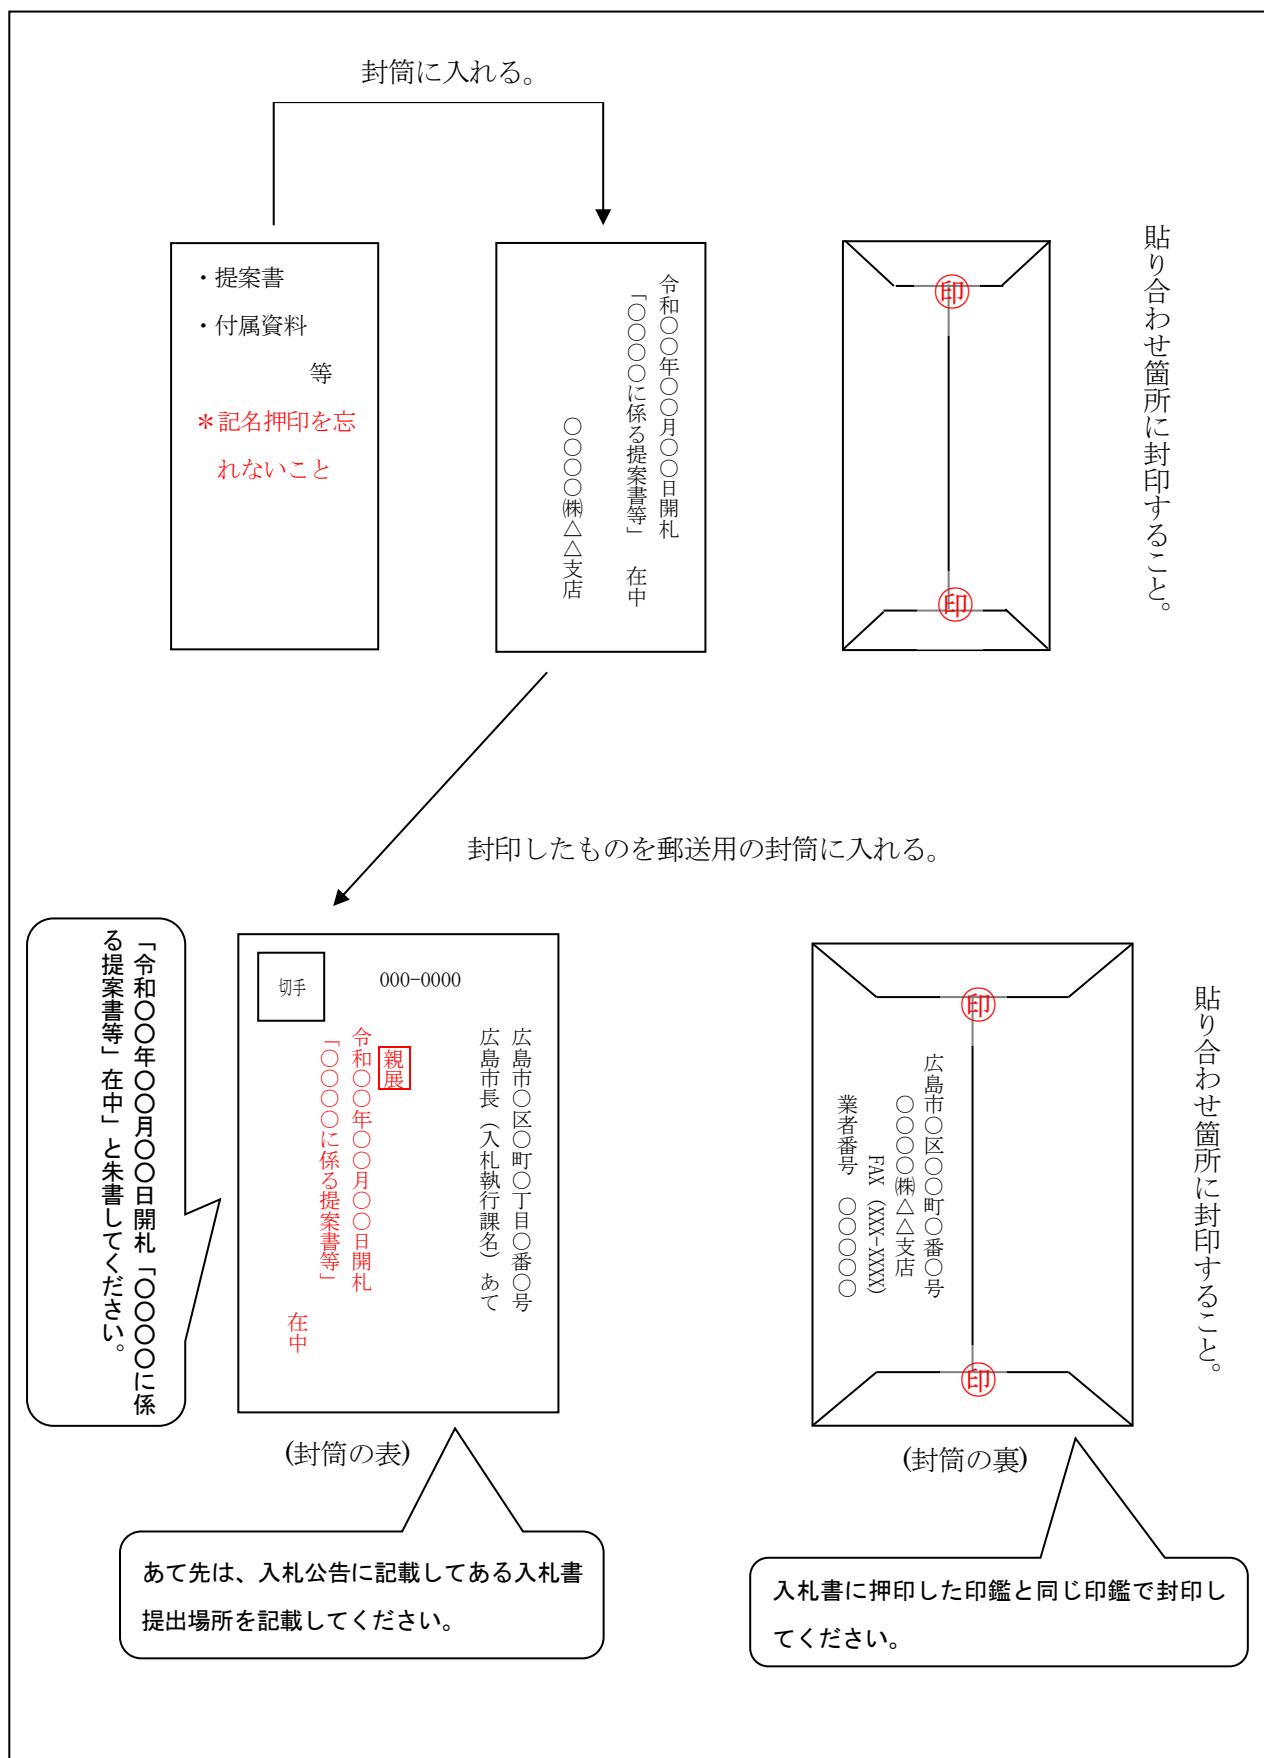 封筒に入れる。
・提案書
・付属資料
等
＊記名押印を忘
れないこと
令和〇〇年〇〇月〇〇日開札
「〇〇〇〇に係る提案書等」　在中
〇〇〇〇㈱△△支店
印
印
貼り合わせ箇所に封印すること。
封印したものを郵送用の封筒に入れる。
「令和〇〇年〇〇月〇〇日開札「〇〇〇〇に係
る提案書等」在中」と朱書してください。
切手
000-0000
広島市〇区〇町〇丁目〇番〇号
広島市長（入札執行課名）あて
親展
令和〇〇年〇〇月〇〇日開札
「〇〇〇〇に係る提案書等」
在中
(封筒の表)
印
広島市〇区〇〇町〇番〇号
〇〇〇〇㈱△△支店
FAX（XXX-XXXX）
業者番号　〇〇〇〇〇
印
(封筒の裏)
貼り合わせ箇所に封印すること。
あて先は、入札公告に記載してある入札書
提出場所を記載してください。
入札書に押印した印鑑と同じ印鑑で封印し
てください。